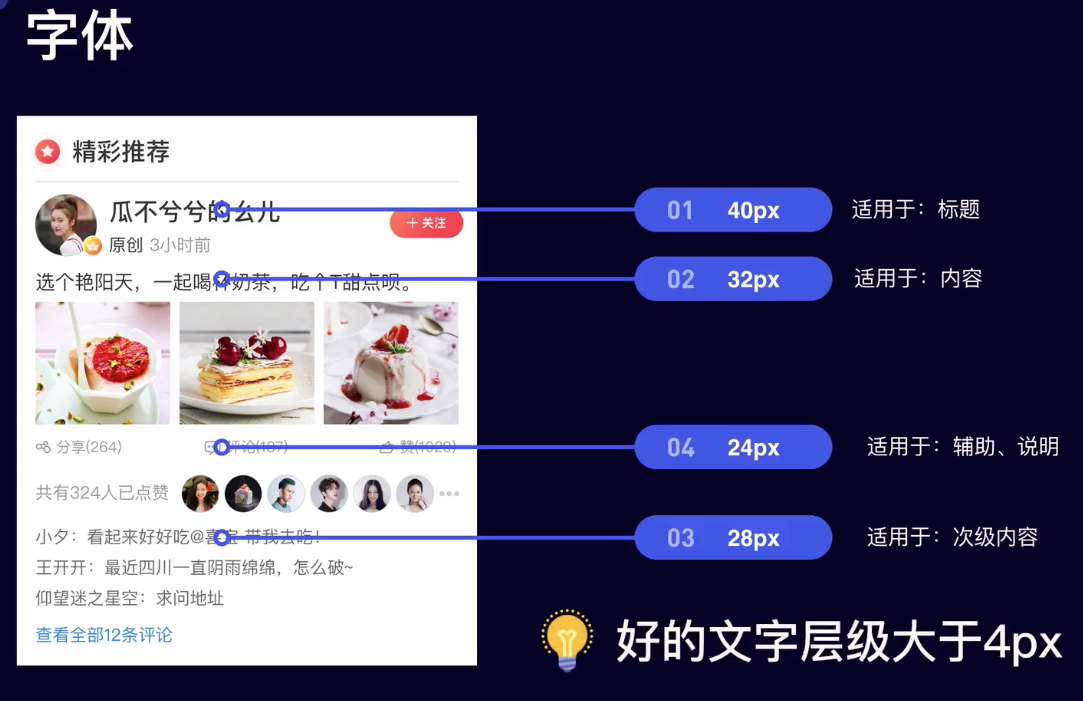 字体
精彩推荐
瓜不兮兮的幺儿
+ 关注
原创 3小时前
选个艳阳天，一起喝杯奶茶，吃个T甜点呗。
分享(264)
评论(187)
赞(1029)
共有324人已点赞
小夕：看起来好好吃@喜宝 带我去吃！
王开开：最近四川一直阴雨绵绵，怎么破~
仰望迷之星空：求问地址
查看全部12条评论
01 40px 适用于：标题
02 32px 适用于：内容
04 24px 适用于：辅助、说明
03 28px 适用于：次级内容
好的文字层级大于4px